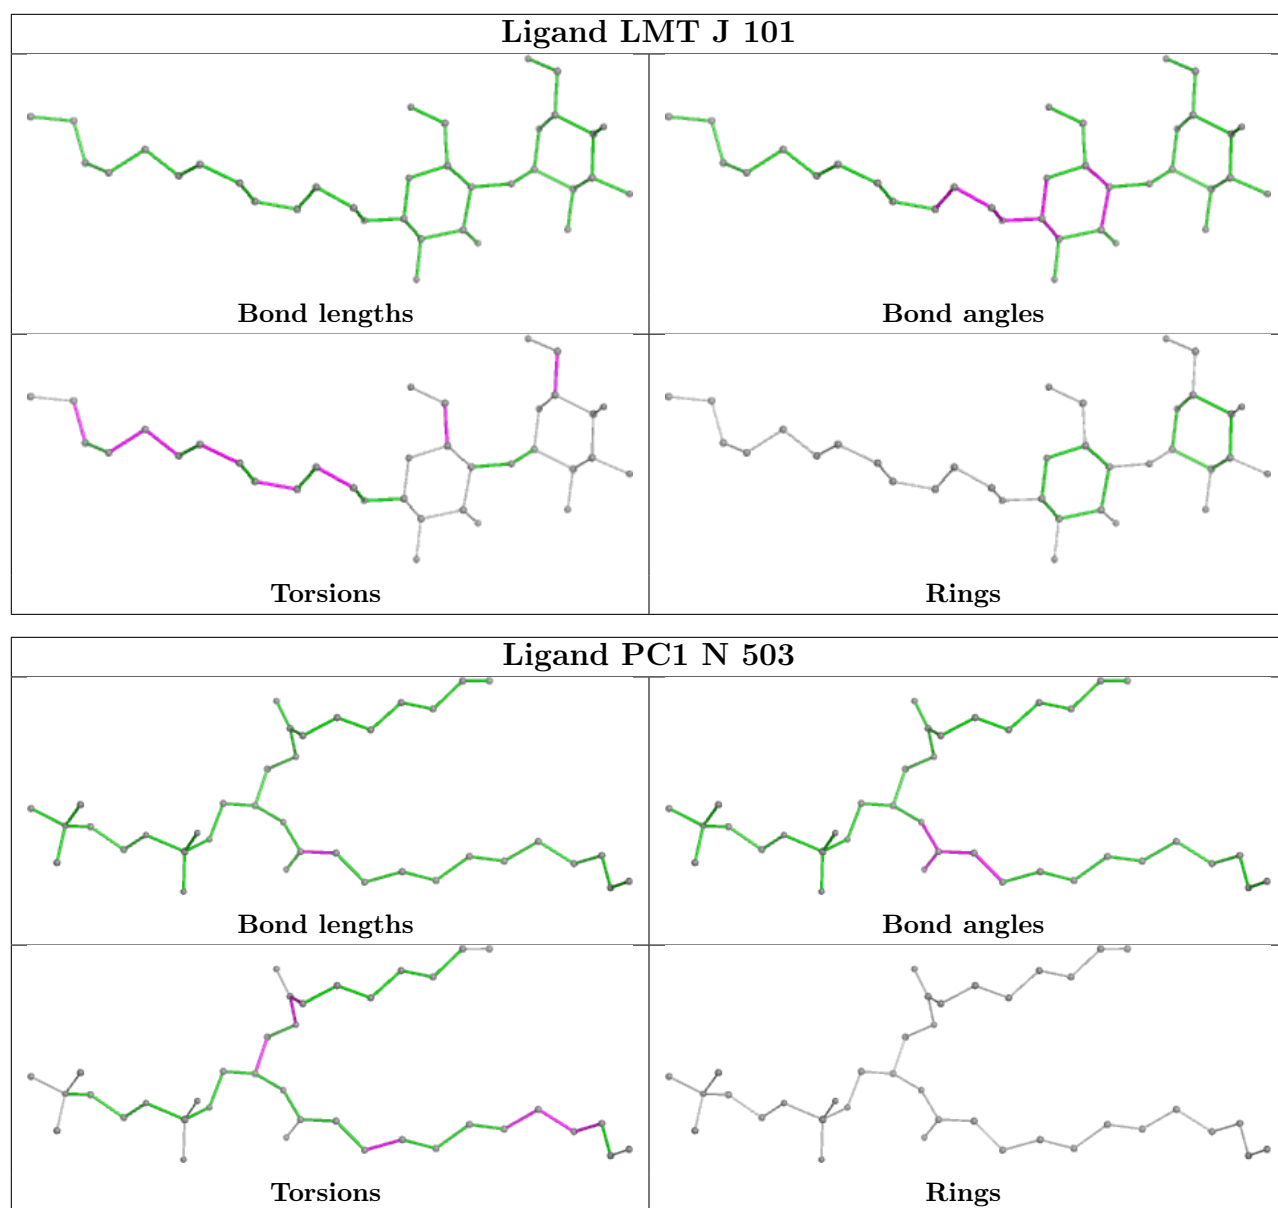 Ligand LMT J 101
Bond lengths
Bond angles
Torsions
Rings
Ligand PC1 N 503
Bond lengths
Bond angles
Torsions
Rings